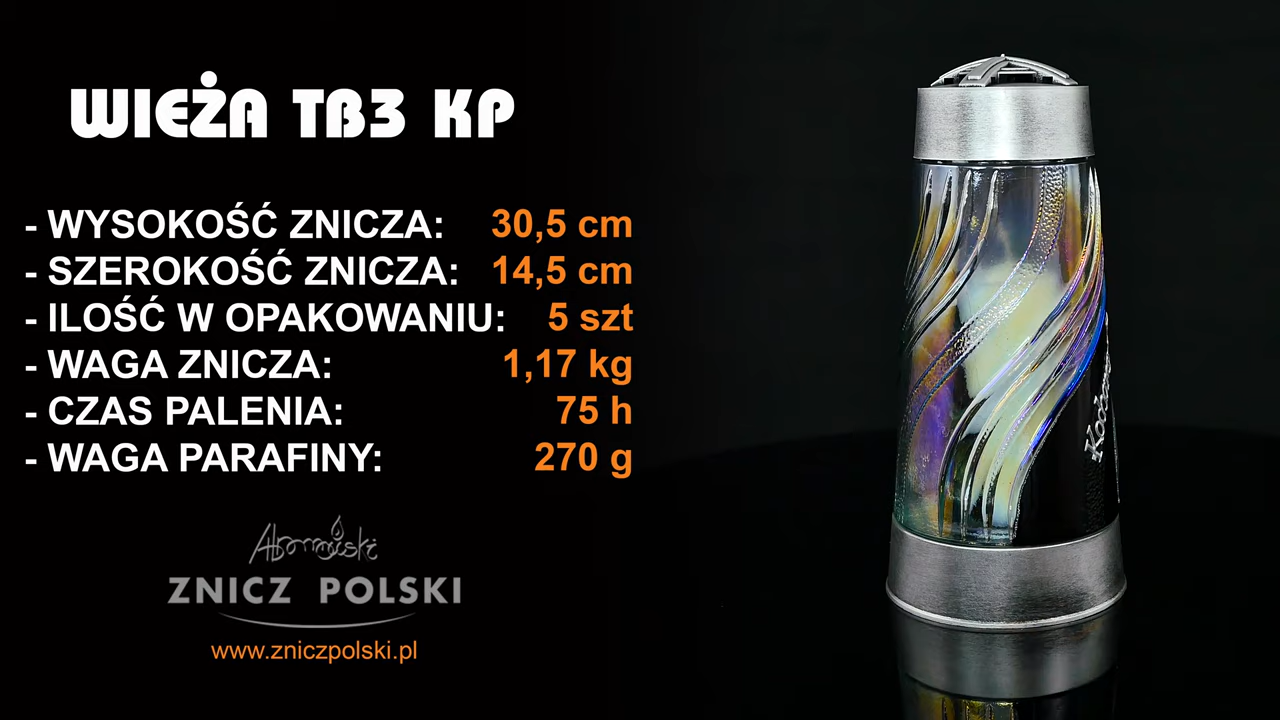 WIEŻA TB3 KP
- WYSOKOŚĆ ZNICZA: 30,5 cm
- SZEROKOŚĆ ZNICZA: 14,5 cm
- ILOŚĆ W OPAKOWANIU: 5 szt
- WAGA ZNICZA: 1,17 kg
- CZAS PALENIA: 75 h
- WAGA PARAFINY: 270 g
ZNICZ POLSKI
www.zniczpolski.pl